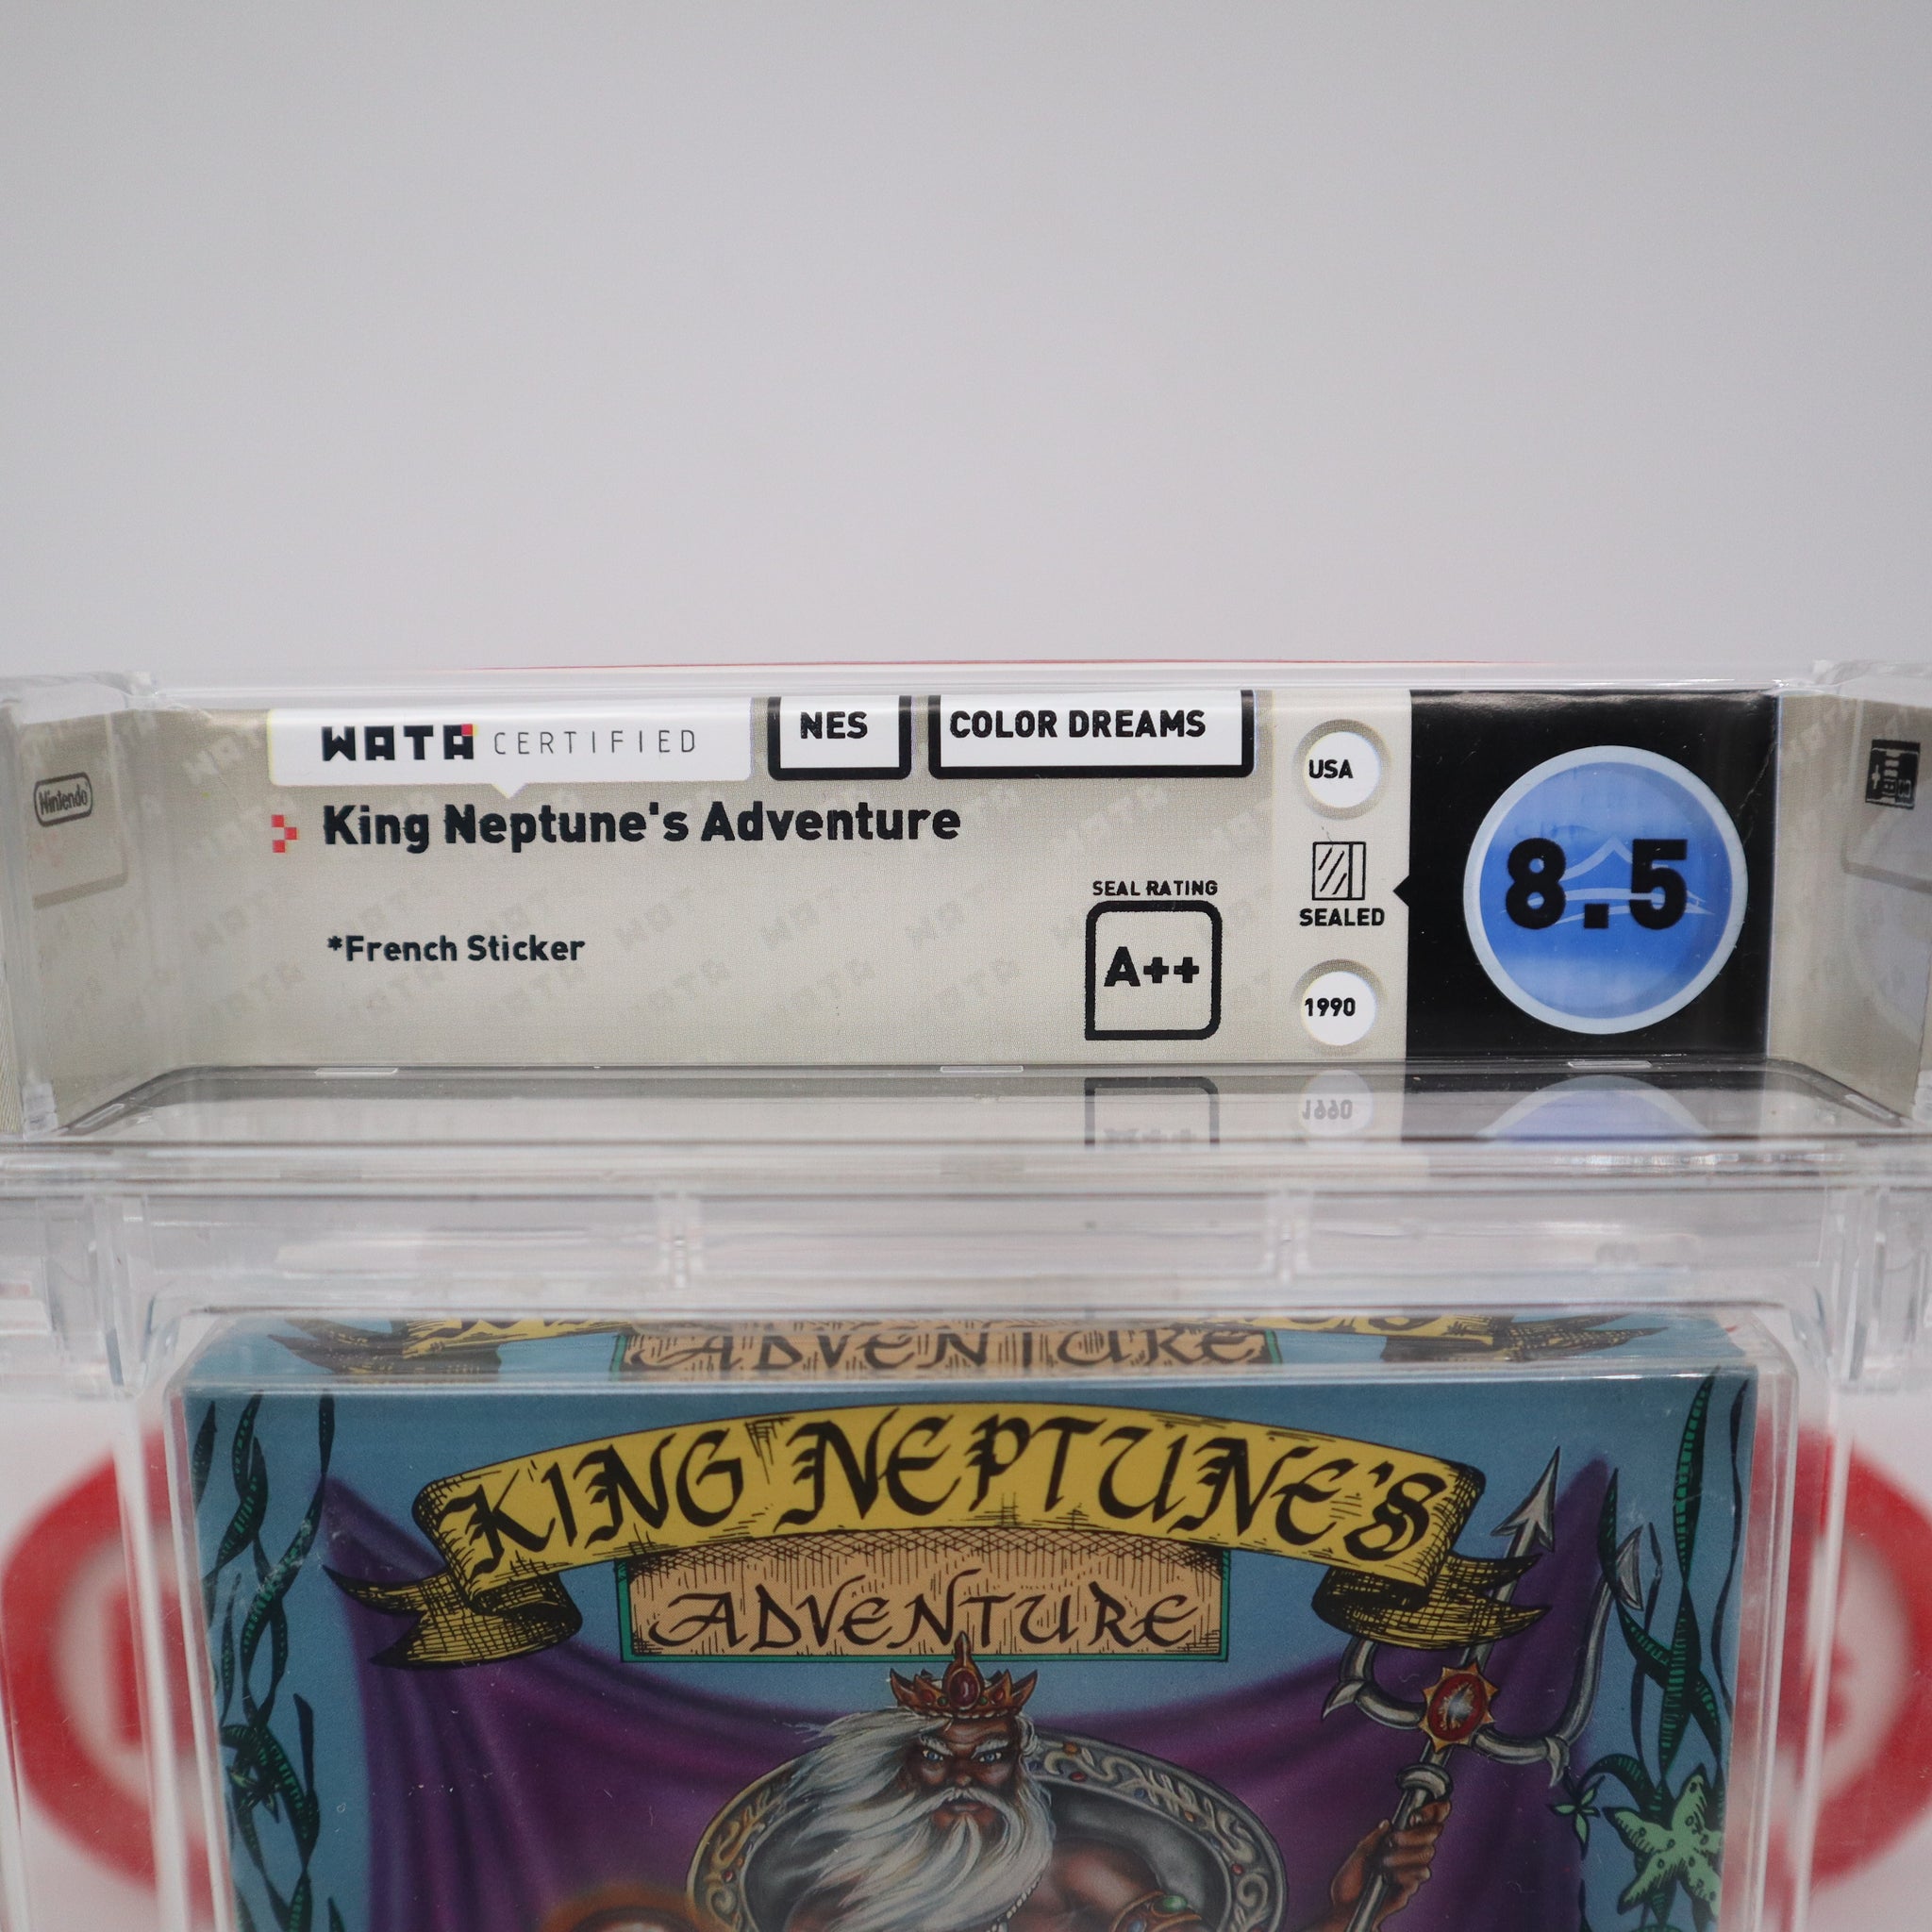 WATA CERTIFIED
NES
COLOR DREAMS
King Neptune's Adventure
*French Sticker
SEAL RATING
A++
USA
SEALED
1990
8.5
Nintendo
ADVENTURE
KING NEPTUNE'S
ADVENTURE